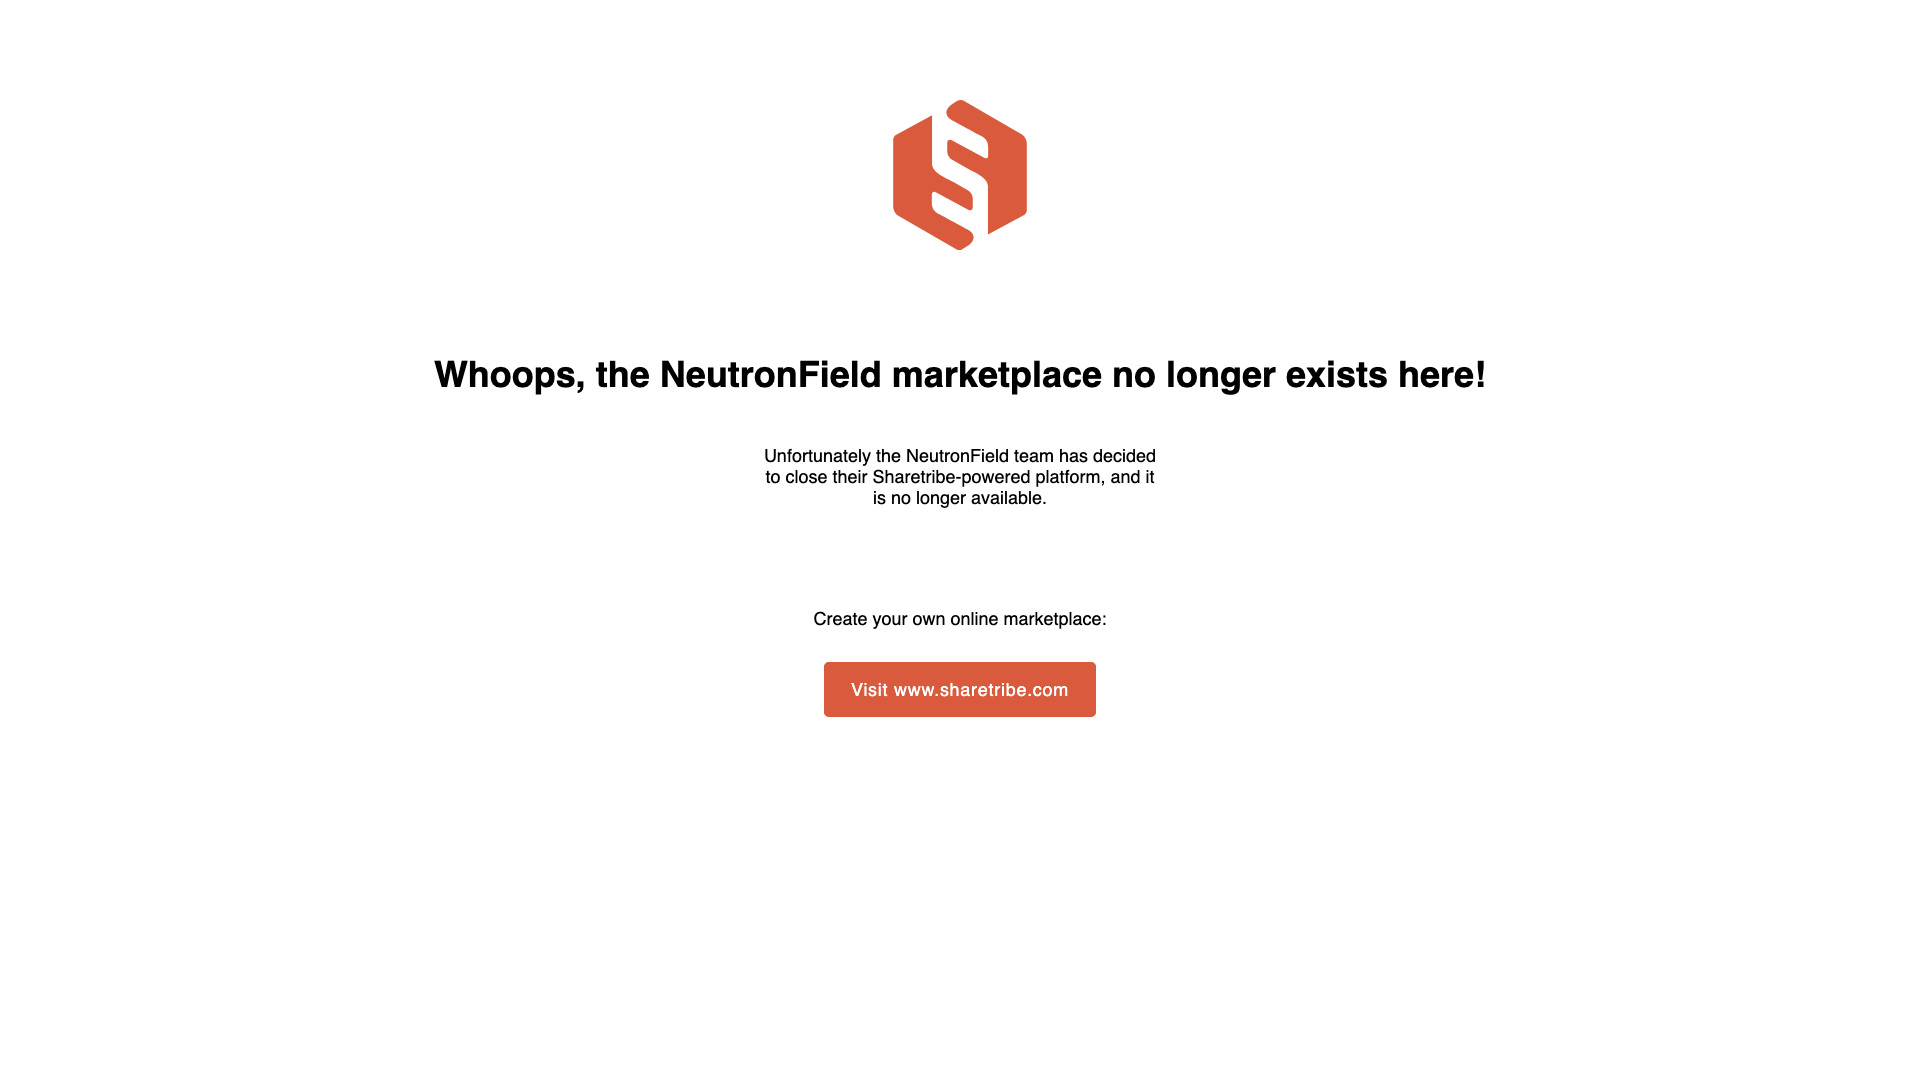 Whoops, the NeutronField marketplace no longer exists here!
Unfortunately the NeutronField team has decided
to close their Sharetribe-powered platform, and it
is no longer available.
Create your own online marketplace:
Visit www.sharetribe.com